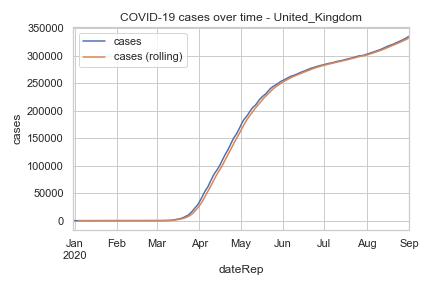 COVID-19 cases over time - United_Kingdom
350000
300000
250000
200000
150000
100000
50000
0
cases
cases
cases (rolling)
Jan Feb Mar Apr May Jun Jul Aug Sep
2020
dateRep